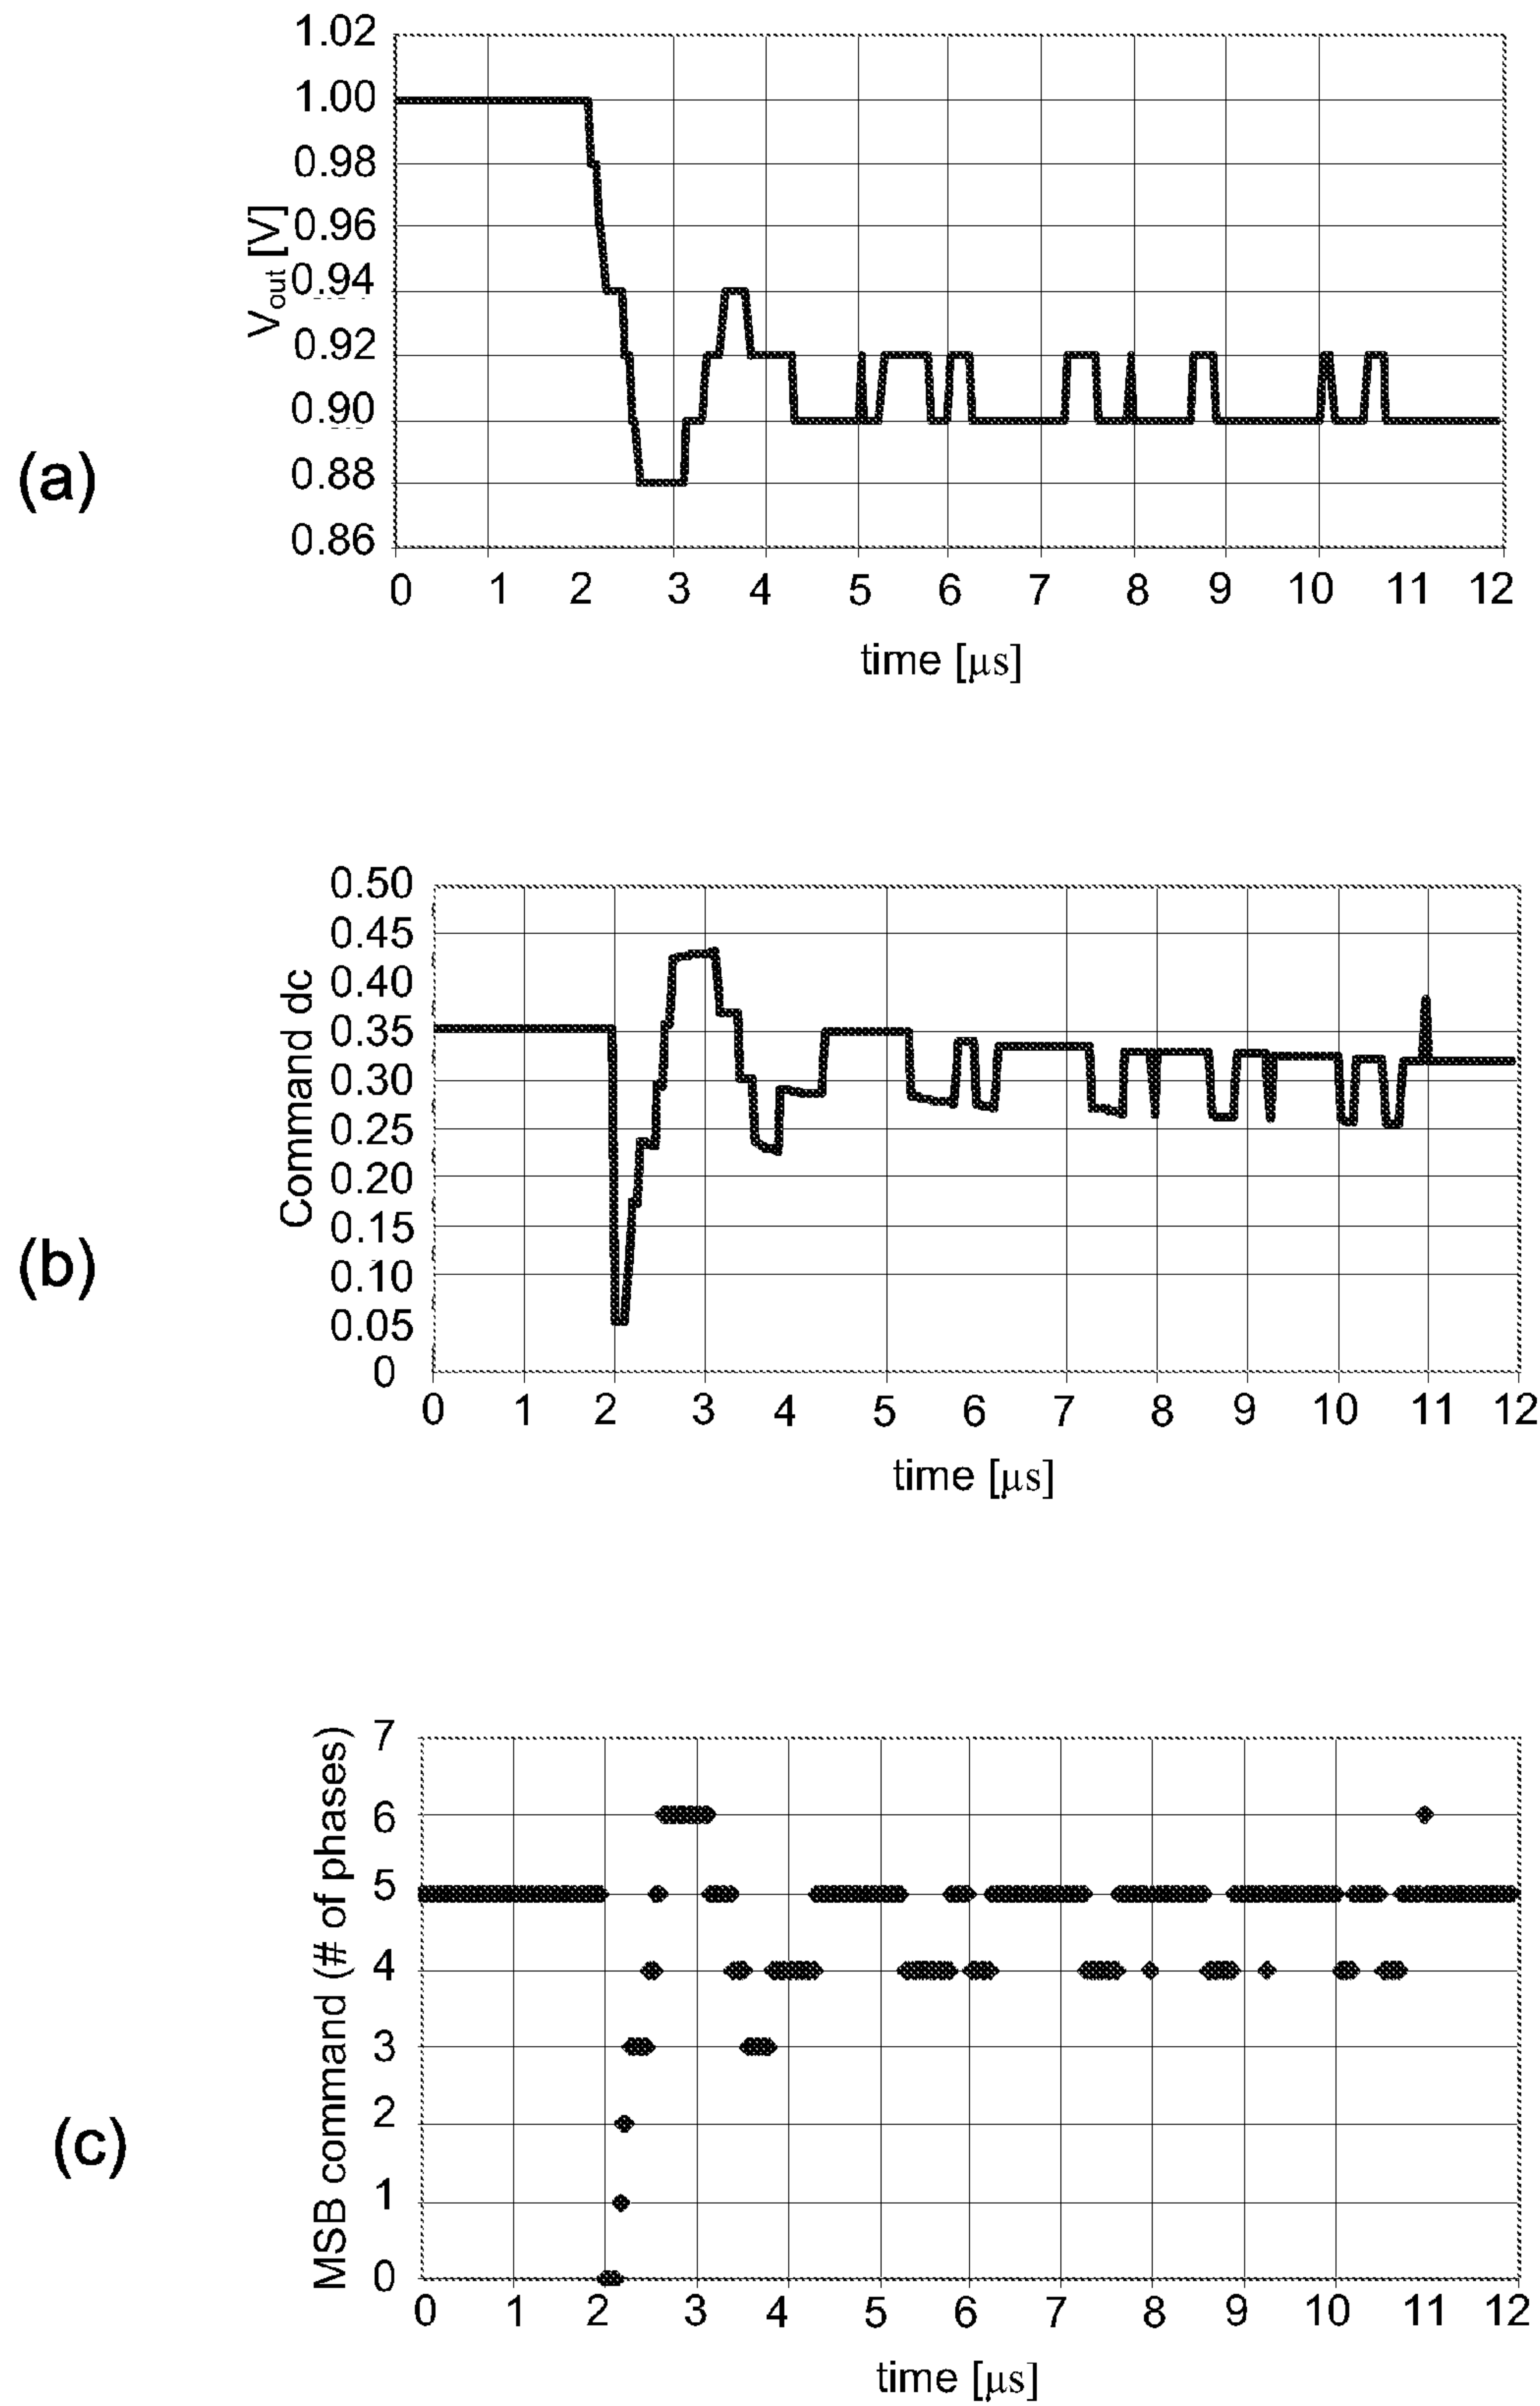 (a)
V_out [V]
1.02
1.00
0.98
0.96
0.94
0.92
0.90
0.88
0.86
0 1 2 3 4 5 6 7 8 9 10 11 12
time [μs]
(b)
Command dc
0.50
0.45
0.40
0.35
0.30
0.25
0.20
0.15
0.10
0.05
0
0 1 2 3 4 5 6 7 8 9 10 11 12
time [μs]
(c)
MSB command (# of phases)
7
6
5
4
3
2
1
0
0 1 2 3 4 5 6 7 8 9 10 11 12
time [μs]